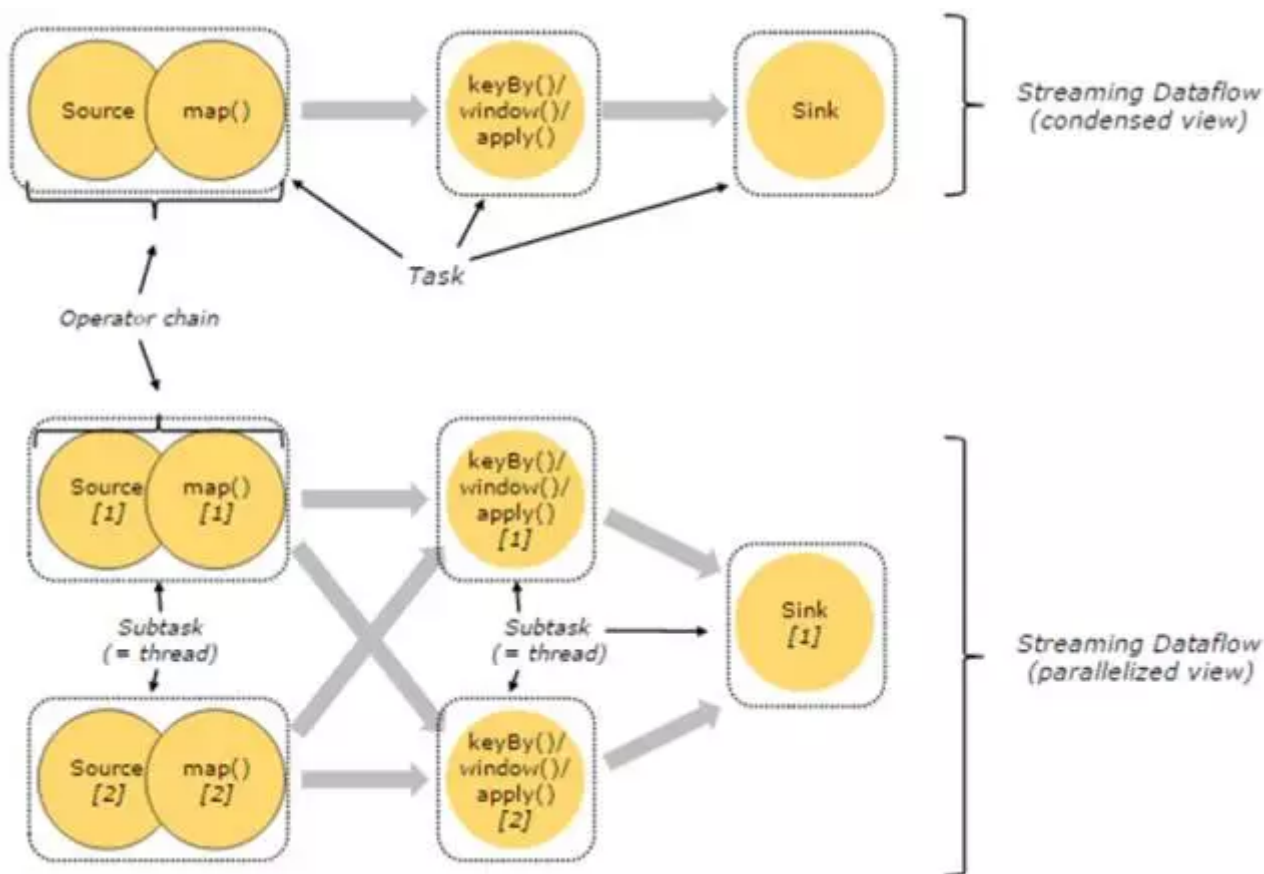 Source
map()
keyBy()/
window()/
apply()
Sink
Streaming Dataflow
(condensed view)
Task
Operator chain
Source
[1]
map()
[1]
keyBy()/
window()/
apply()
[1]
Subtask
(= thread)
Subtask
(= thread)
Sink
[1]
Streaming Dataflow
(parallelized view)
Source
[2]
map()
[2]
keyBy()/
window()/
apply()
[2]